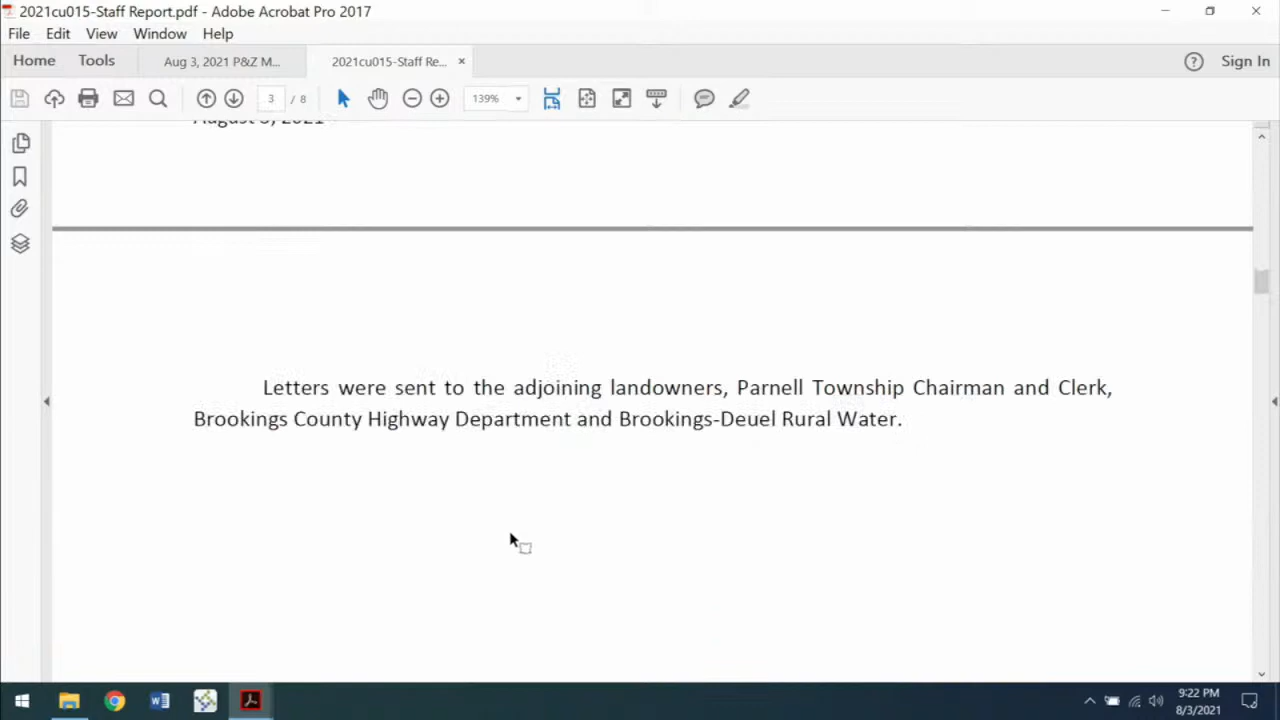 2021cu015-Staff Report.pdf - Adobe Acrobat Pro 2017
File Edit View Window Help
Home Tools Aug 3, 2021 P&Z M... 2021cu015-Staff Re... × Sign In
3 / 8 139%
August 3, 2021
Letters were sent to the adjoining landowners, Parnell Township Chairman and Clerk,
Brookings County Highway Department and Brookings-Deuel Rural Water.
9:22 PM
8/3/2021